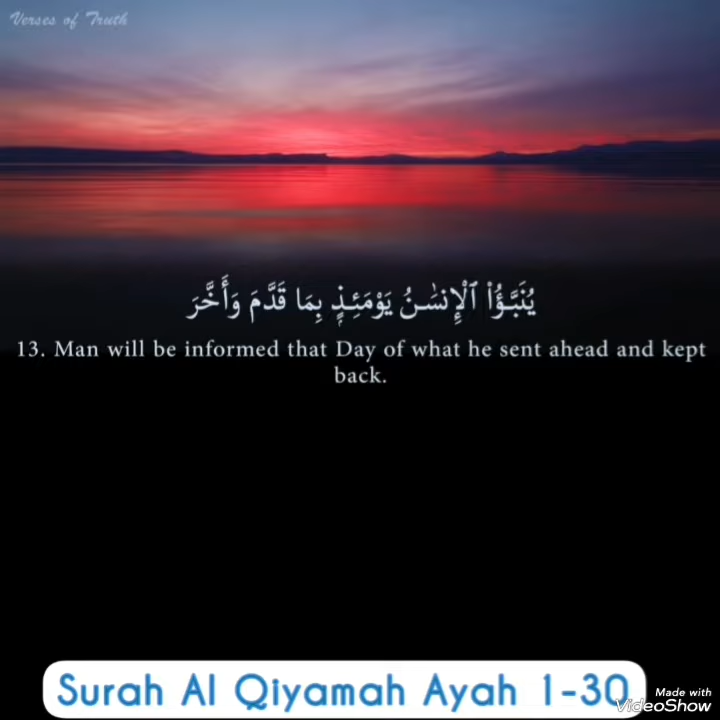 Verses of Truth
يُنَبَّؤُا۟ ٱلْإِنسَٰنُ يَوْمَئِذٍۭ بِمَا قَدَّمَ وَأَخَّرَ
13. Man will be informed that Day of what he sent ahead and kept
back.
Surah Al Qiyamah Ayah 1-30
Made with
VideoShow